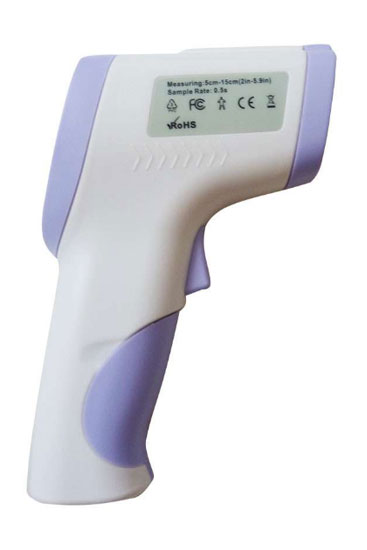 Measuring:5cm-15cm(2in-5.9in)
Sample Rate: 0.5s
FC CE
RoHS